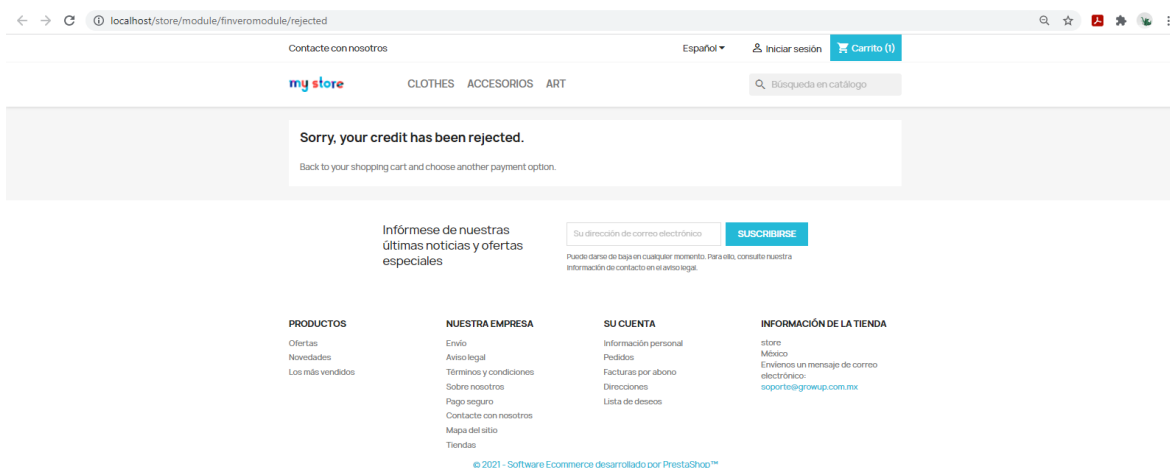 localhost/store/module/finveromodule/rejected
Contacte con nosotros
Español
Iniciar sesión
Carrito (1)
my store
CLOTHES ACCESORIOS ART
Búsqueda en catálogo
Sorry, your credit has been rejected.
Back to your shopping cart and choose another payment option.
Infórmese de nuestras
últimas noticias y ofertas
especiales
Su dirección de correo electrónico
SUSCRIBIRSE
Puede darse de baja en cualquier momento. Para ello, consulte nuestra
información de contacto en el aviso legal.
PRODUCTOS
Ofertas
Novedades
Los más vendidos
NUESTRA EMPRESA
Envío
Aviso legal
Términos y condiciones
Sobre nosotros
Pago seguro
Contacte con nosotros
Mapa del sitio
Tiendas
SU CUENTA
Información personal
Pedidos
Facturas por abono
Direcciones
Lista de deseos
INFORMACIÓN DE LA TIENDA
store
México
Envíenos un mensaje de correo
electrónico:
soporte@growup.com.mx
© 2021 - Software Ecommerce desarrollado por PrestaShop™